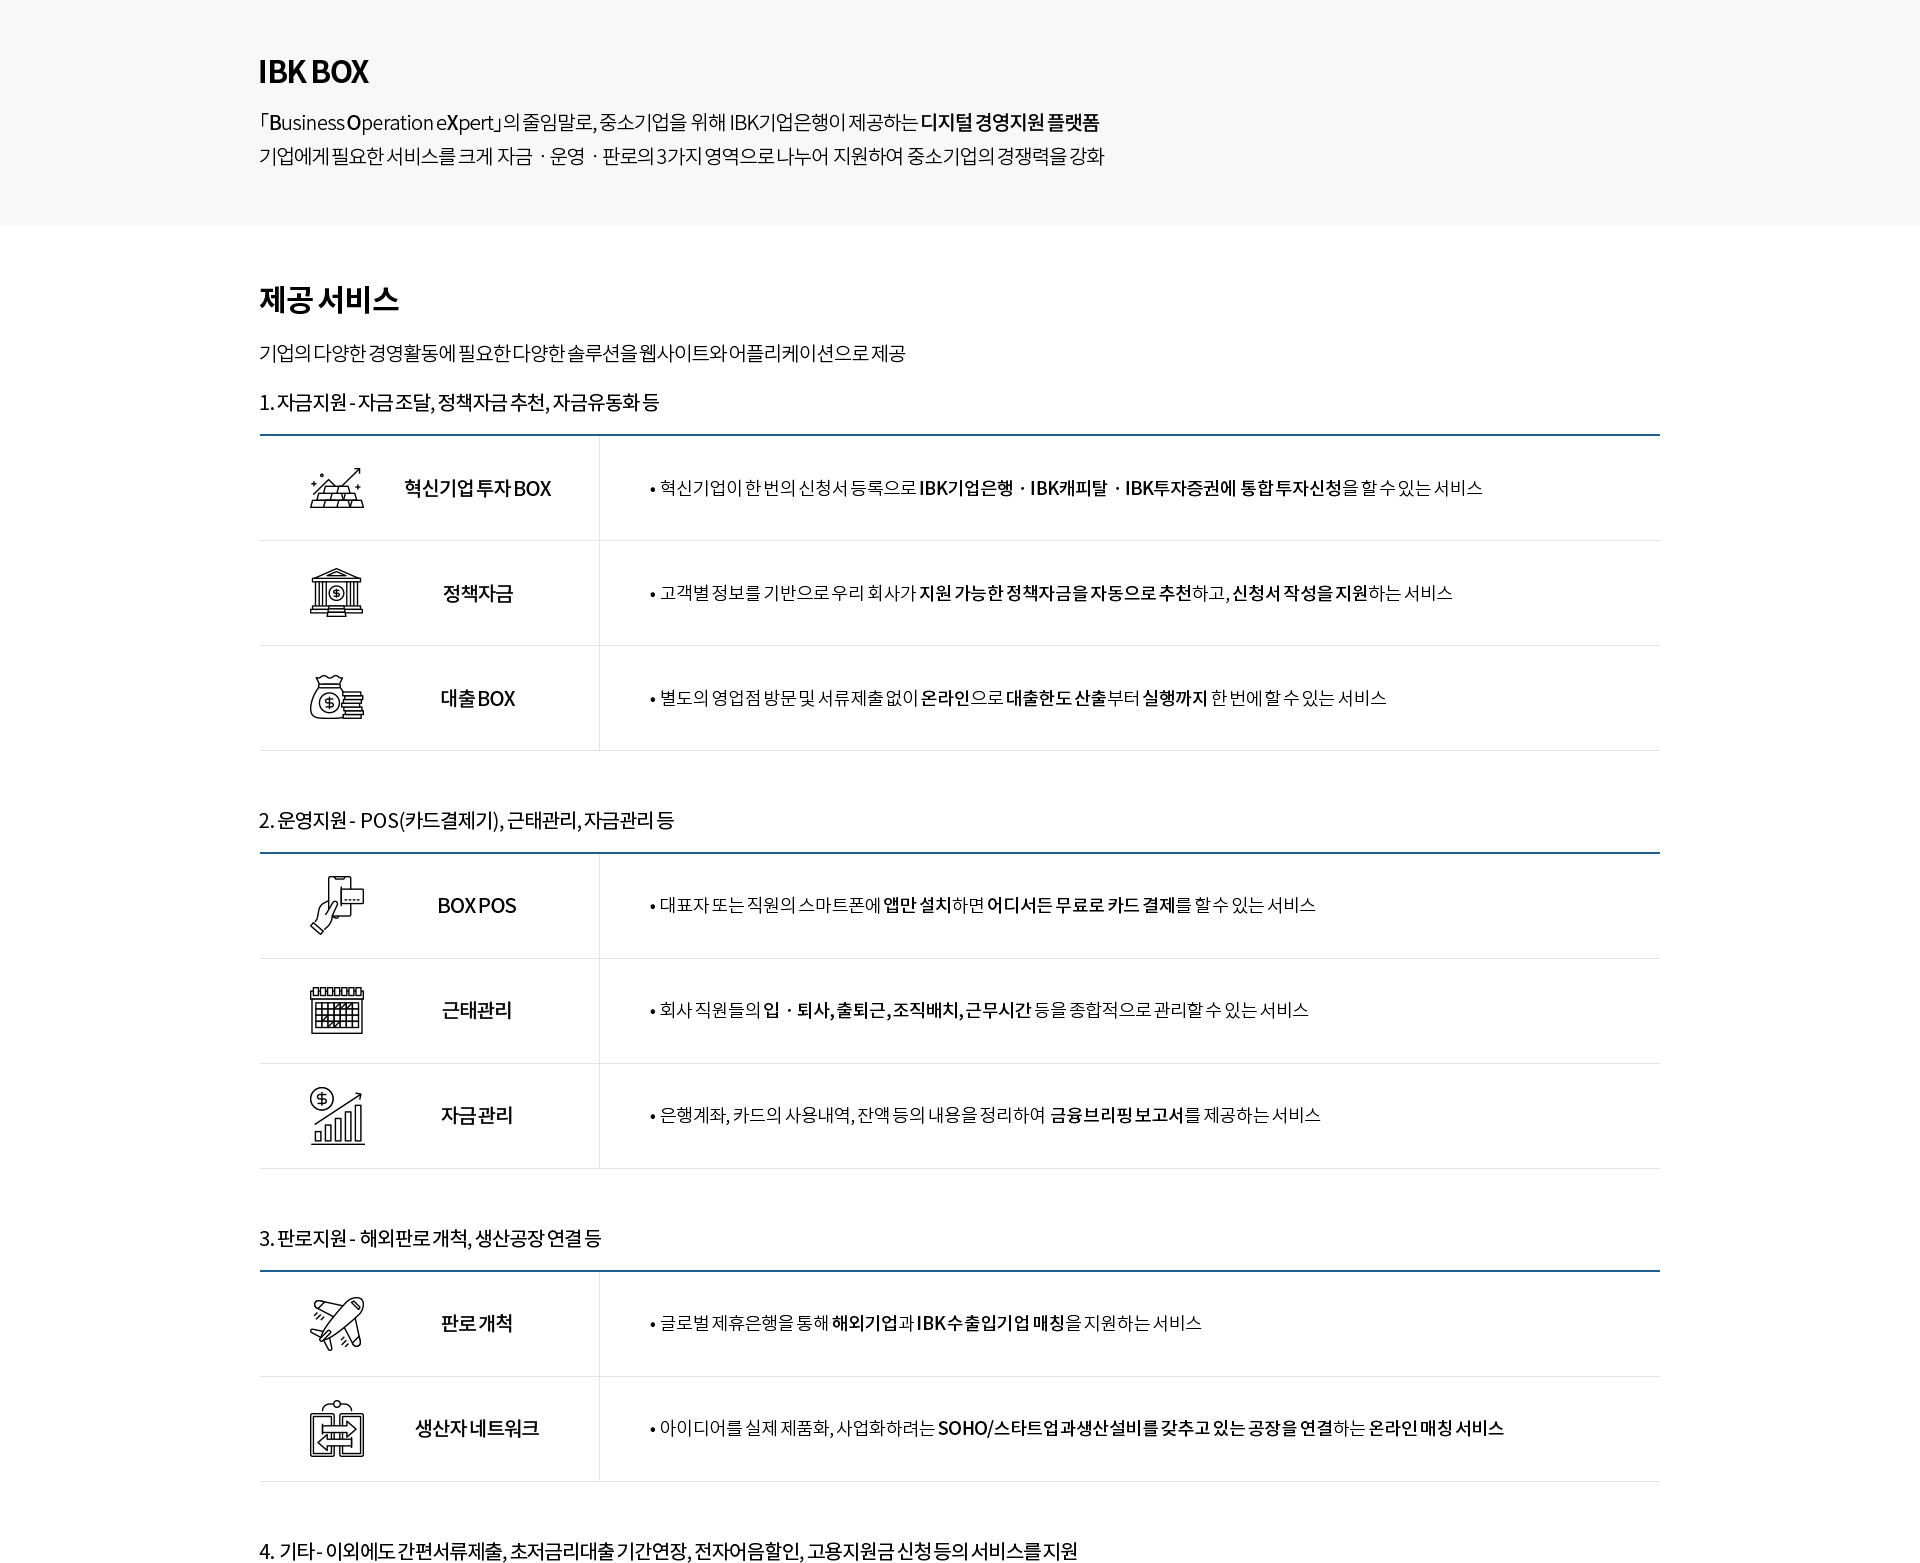 IBK BOX
「Business Operation eXpert」의 줄임말로, 중소기업을 위해 IBK기업은행이 제공하는 디지털 경영지원 플랫폼
기업에게 필요한 서비스를 크게 자금 · 운영 · 판로의 3가지 영역으로 나누어 지원하여 중소기업의 경쟁력을 강화
제공 서비스
기업의 다양한 경영활동에 필요한 다양한 솔루션을 웹사이트와 어플리케이션으로 제공
1. 자금지원 - 자금 조달, 정책자금 추천, 자금유동화 등
혁신기업 투자 BOX
• 혁신기업이 한 번의 신청서 등록으로 IBK기업은행 · IBK캐피탈 · IBK투자증권에 통합 투자신청을 할 수 있는 서비스
정책자금
• 고객별 정보를 기반으로 우리 회사가 지원 가능한 정책자금을 자동으로 추천하고, 신청서 작성을 지원하는 서비스
대출 BOX
• 별도의 영업점 방문 및 서류제출 없이 온라인으로 대출한도 산출부터 실행까지 한 번에 할 수 있는 서비스
2. 운영지원 - POS(카드결제기), 근태관리, 자금관리 등
BOX POS
• 대표자 또는 직원의 스마트폰에 앱만 설치하면 어디서든 무료로 카드 결제를 할 수 있는 서비스
근태관리
• 회사 직원들의 입 · 퇴사, 출퇴근, 조직배치, 근무시간 등을 종합적으로 관리할 수 있는 서비스
자금 관리
• 은행계좌, 카드의 사용내역, 잔액 등의 내용을 정리하여 금융브리핑 보고서를 제공하는 서비스
3. 판로지원 - 해외판로 개척, 생산공장 연결 등
판로 개척
• 글로벌 제휴은행을 통해 해외기업과 IBK 수출입기업 매칭을 지원하는 서비스
생산자 네트워크
• 아이디어를 실제 제품화, 사업화하려는 SOHO/스타트업과 생산설비를 갖추고 있는 공장을 연결하는 온라인 매칭 서비스
4. 기타 - 이외에도 간편서류제출, 초저금리대출 기간연장, 전자어음할인, 고용지원금 신청 등의 서비스를 지원